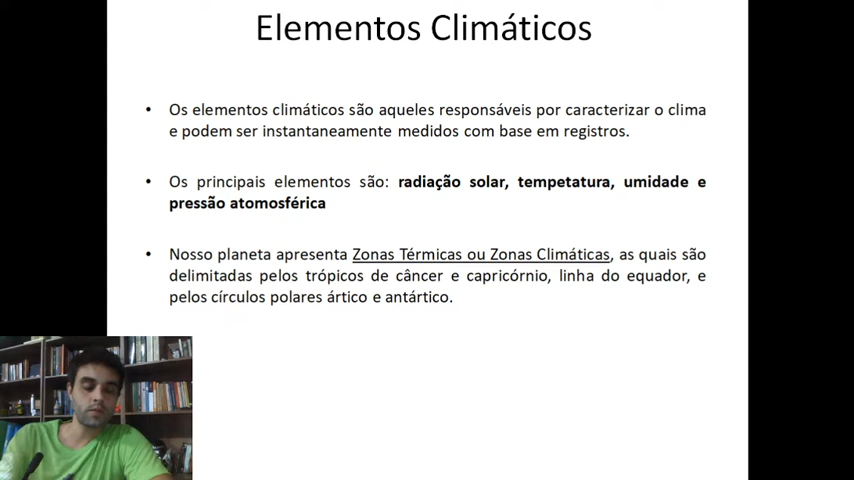 Elementos Climáticos
• Os elementos climáticos são aqueles responsáveis por caracterizar o clima
e podem ser instantaneamente medidos com base em registros.
• Os principais elementos são: radiação solar, tempetatura, umidade e
pressão atomosférica
• Nosso planeta apresenta Zonas Térmicas ou Zonas Climáticas, as quais são
delimitadas pelos trópicos de câncer e capricórnio, linha do equador, e
pelos círculos polares ártico e antártico.